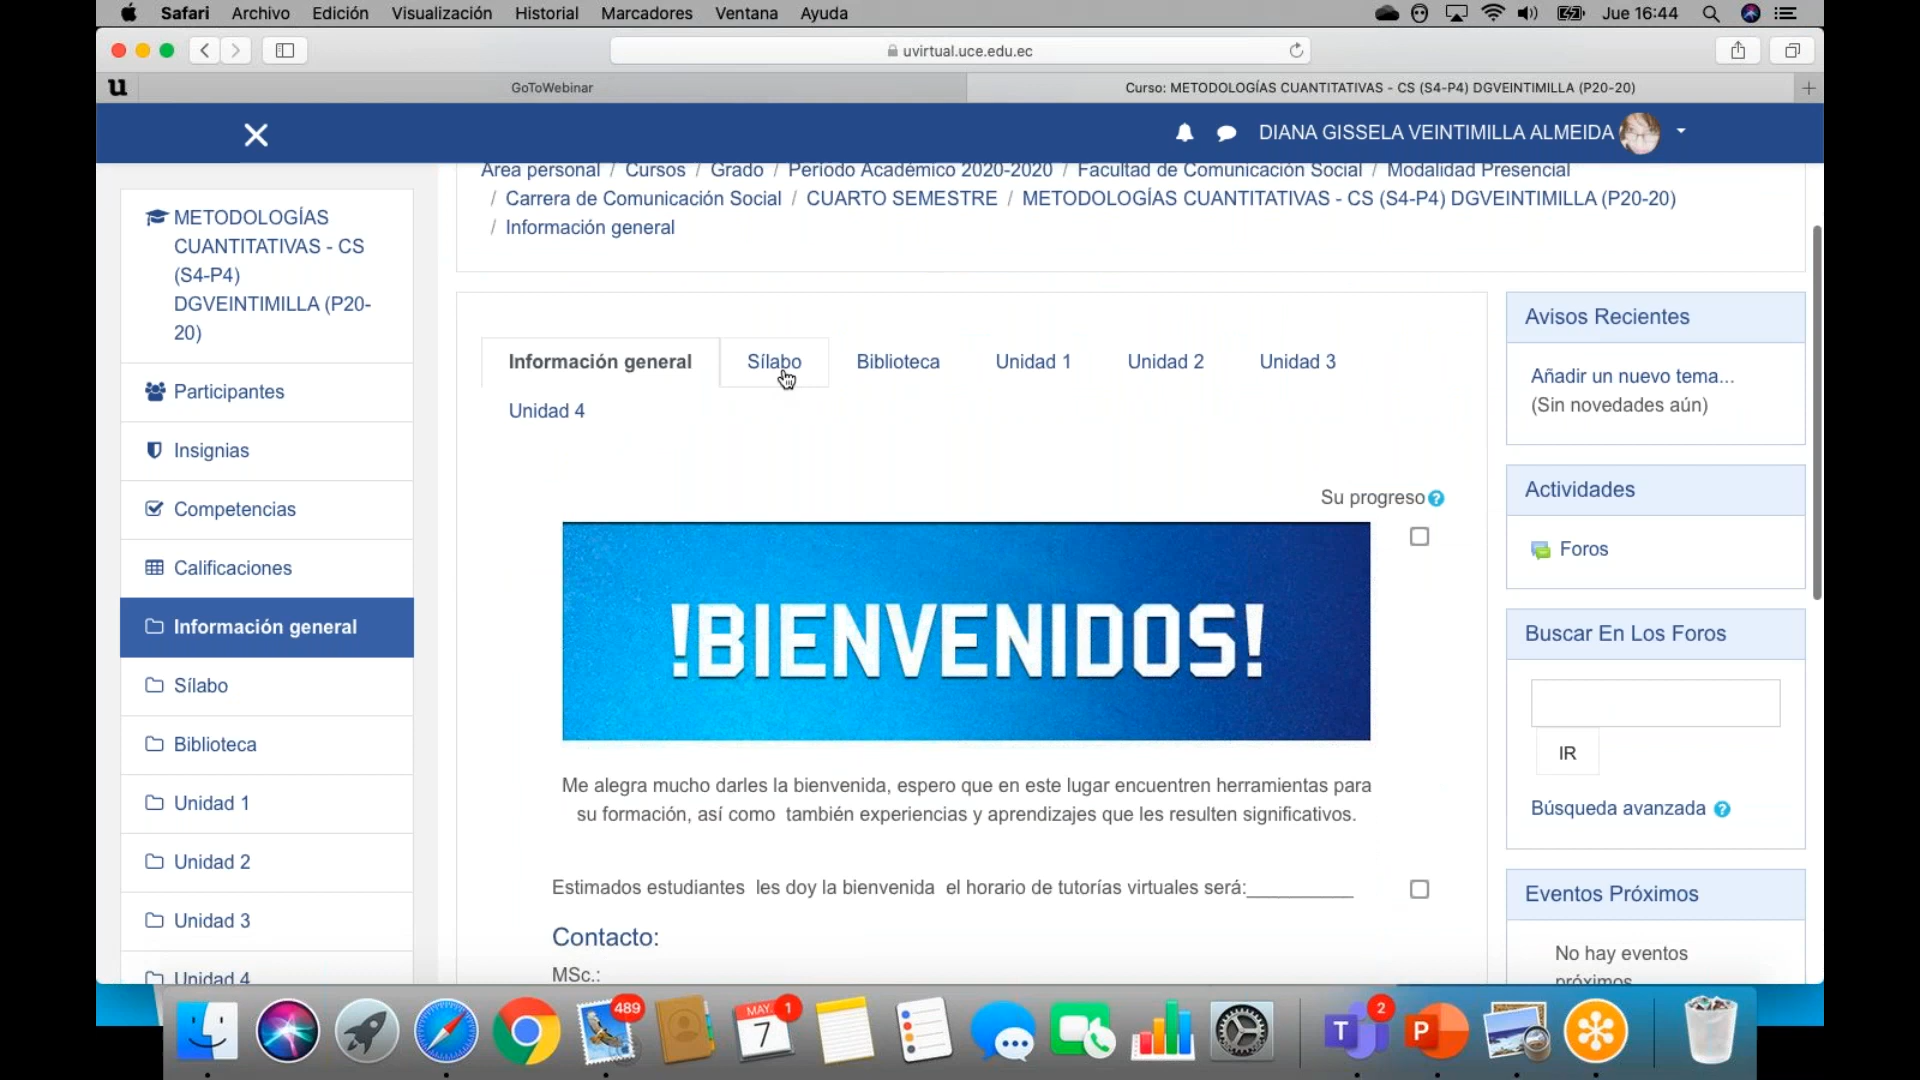 Safari Archivo Edición Visualización Historial Marcadores Ventana Ayuda
Jue 16:44
uvirtual.uce.edu.ec
u
GoToWebinar
Curso: METODOLOGÍAS CUANTITATIVAS - CS (S4-P4) DGVEINTIMILLA (P20-20)
DIANA GISSELA VEINTIMILLA ALMEIDA
Área personal / Cursos / Grado / Período Académico 2020-2020 / Facultad de Comunicación Social / Modalidad Presencial
/ Carrera de Comunicación Social / CUARTO SEMESTRE / METODOLOGÍAS CUANTITATIVAS - CS (S4-P4) DGVEINTIMILLA (P20-20)
/ Información general
METODOLOGÍAS
CUANTITATIVAS - CS
(S4-P4)
DGVEINTIMILLA (P20-
20)
Participantes
Insignias
Competencias
Calificaciones
Información general
Sílabo
Biblioteca
Unidad 1
Unidad 2
Unidad 3
Unidad 4
Información general Sílabo Biblioteca Unidad 1 Unidad 2 Unidad 3
Unidad 4
Su progreso
!BIENVENIDOS!
Me alegra mucho darles la bienvenida, espero que en este lugar encuentren herramientas para
su formación, así como también experiencias y aprendizajes que les resulten significativos.
Estimados estudiantes les doy la bienvenida el horario de tutorías virtuales será:__________
Contacto:
MSc.:
Avisos Recientes
Añadir un nuevo tema...
(Sin novedades aún)
Actividades
Foros
Buscar En Los Foros
IR
Búsqueda avanzada
Eventos Próximos
No hay eventos
próximos
489
MAY.
7
1
T
2
P